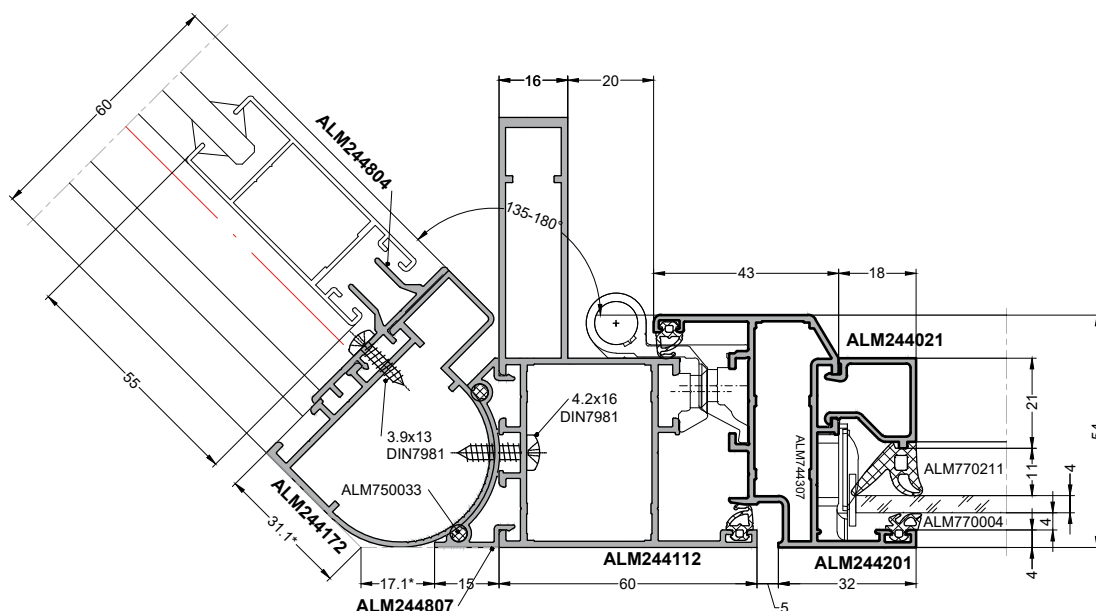 60
16
20
ALM244804
135-180°
43
18
ALM244021
55
3.9x13
DIN7981
4.2x16
DIN7981
ALM744307
21
54
ALM770211
11
4
ALM750033
ALM770004
4
4
ALM244172
31.1*
ALM244112
ALM244201
17.1*
15
60
32
ALM244807
5